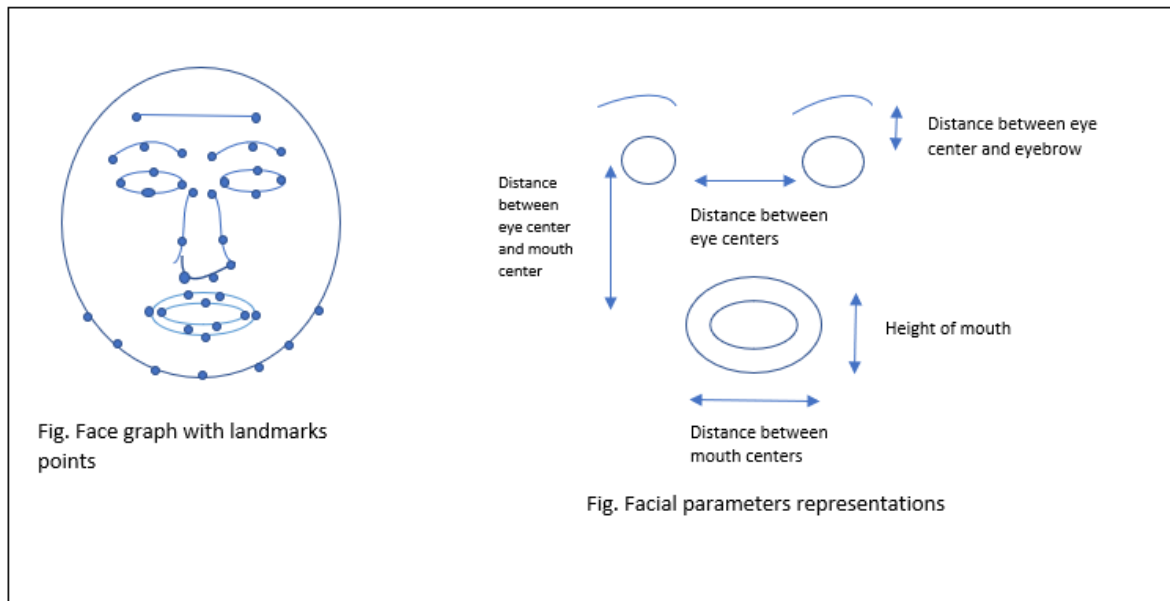 Fig. Face graph with landmarks
points
Distance between eye
center and eyebrow
Distance
between
eye center
and mouth
center
Distance between
eye centers
Height of mouth
Distance between
mouth centers
Fig. Facial parameters representations